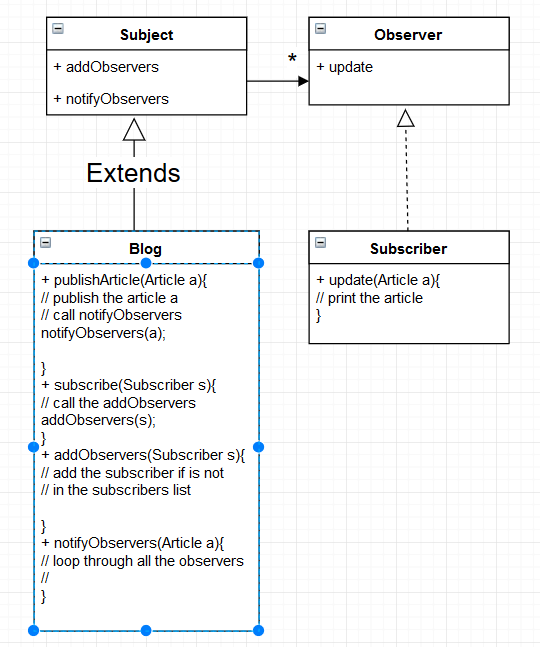 Subject
+ addObservers
+ notifyObservers
*
Observer
+ update
Extends
Blog
+ publishArticle(Article a){
// publish the article a
// call notifyObservers
notifyObservers(a);
}
+ subscribe(Subscriber s){
// call the addObservers
addObservers(s);
}
+ addObservers(Subscriber s){
// add the subscriber if is not
// in the subscribers list
}
+ notifyObservers(Article a){
// loop through all the observers
//
}
Subscriber
+ update(Article a){
// print the article
}